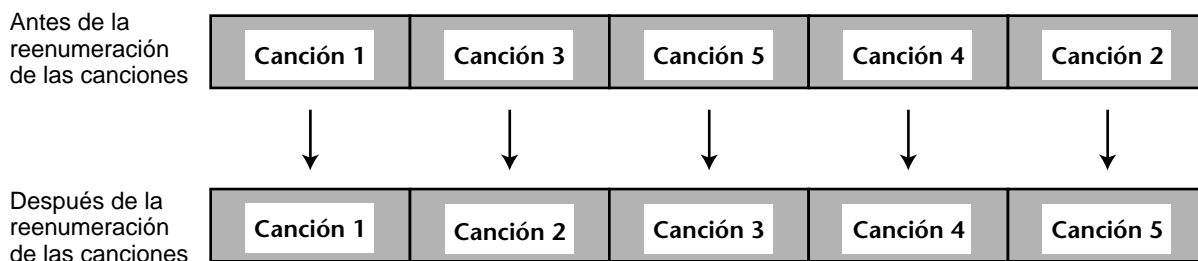 Antes de la
reenumeración
de las canciones
Canción 1 Canción 3 Canción 5 Canción 4 Canción 2
Después de la
reenumeración
de las canciones
Canción 1 Canción 2 Canción 3 Canción 4 Canción 5